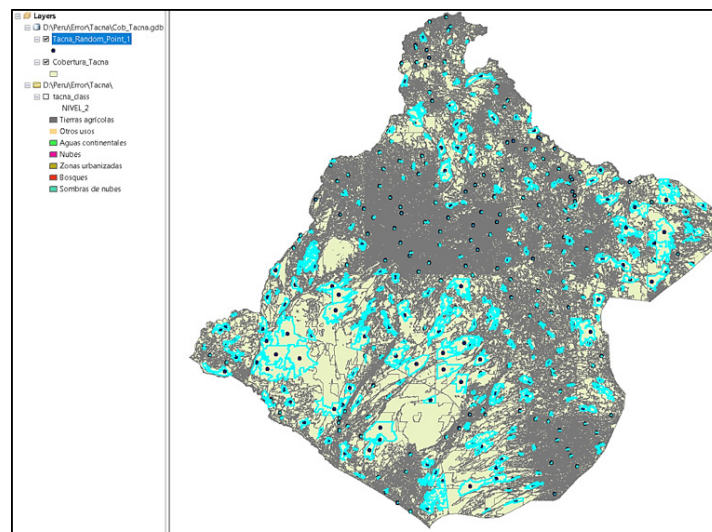 Layers
D:\Peru\Error\Tacna\Cob_Tacna.gdb
Tacna_Random_Point_1
Cobertura_Tacna
D:\Peru\Error\Tacna\
tacna_class
NIVEL_2
Tierras agrícolas
Otros usos
Aguas continentales
Nubes
Zonas urbanizadas
Bosques
Sombras de nubes